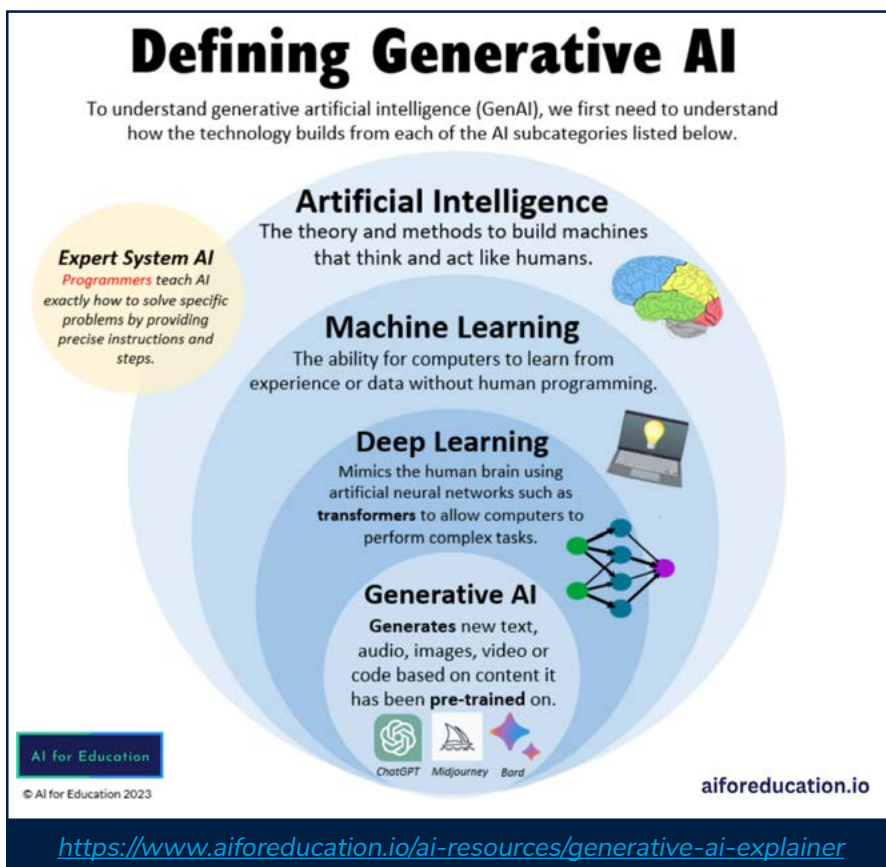 Defining Generative AI
To understand generative artificial intelligence (GenAI), we first need to understand
how the technology builds from each of the AI subcategories listed below.
Artificial Intelligence
The theory and methods to build machines
that think and act like humans.
Expert System AI
Programmers teach AI
exactly how to solve specific
problems by providing
precise instructions and
steps.
Machine Learning
The ability for computers to learn from
experience or data without human programming.
Deep Learning
Mimics the human brain using
artificial neural networks such as
transformers to allow computers to
perform complex tasks.
Generative AI
Generates new text,
audio, images, video or
code based on content it
has been pre-trained on.
ChatGPT Midjourney Bard
AI for Education
© AI for Education 2023
aiforeducation.io
https://www.aiforeducation.io/ai-resources/generative-ai-explainer